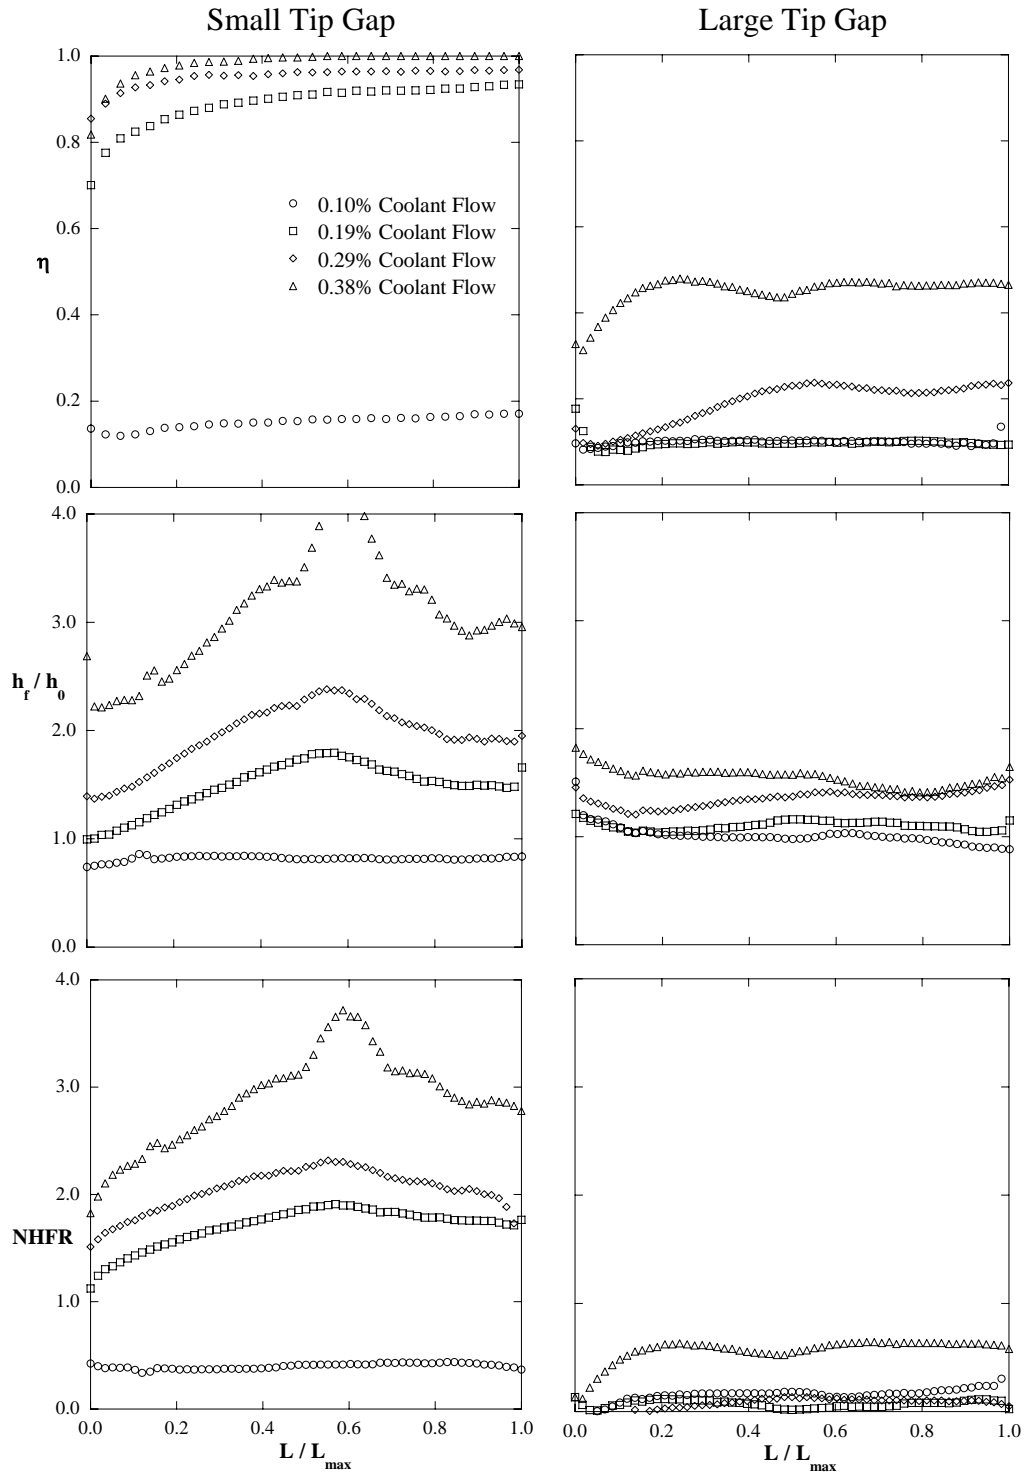 Small Tip Gap
Large Tip Gap
1.0
0.8
0.6
0.4
0.2
0.0
η
0.10% Coolant Flow
0.19% Coolant Flow
0.29% Coolant Flow
0.38% Coolant Flow
4.0
3.0
2.0
1.0
0.0
h_f / h_0
4.0
3.0
2.0
1.0
0.0
NHFR
0.0 0.2 0.4 0.6 0.8 1.0
L / L_max
0.0 0.2 0.4 0.6 0.8 1.0
L / L_max